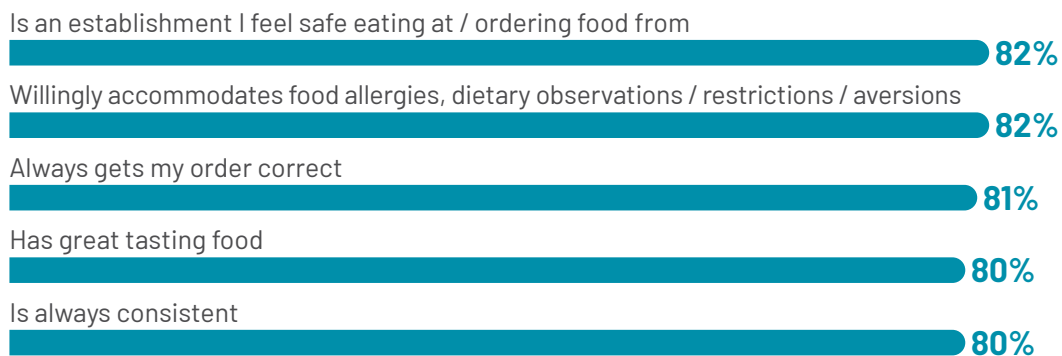 Is an establishment I feel safe eating at / ordering food from
82%
Willingly accommodates food allergies, dietary observations / restrictions / aversions
82%
Always gets my order correct
81%
Has great tasting food
80%
Is always consistent
80%